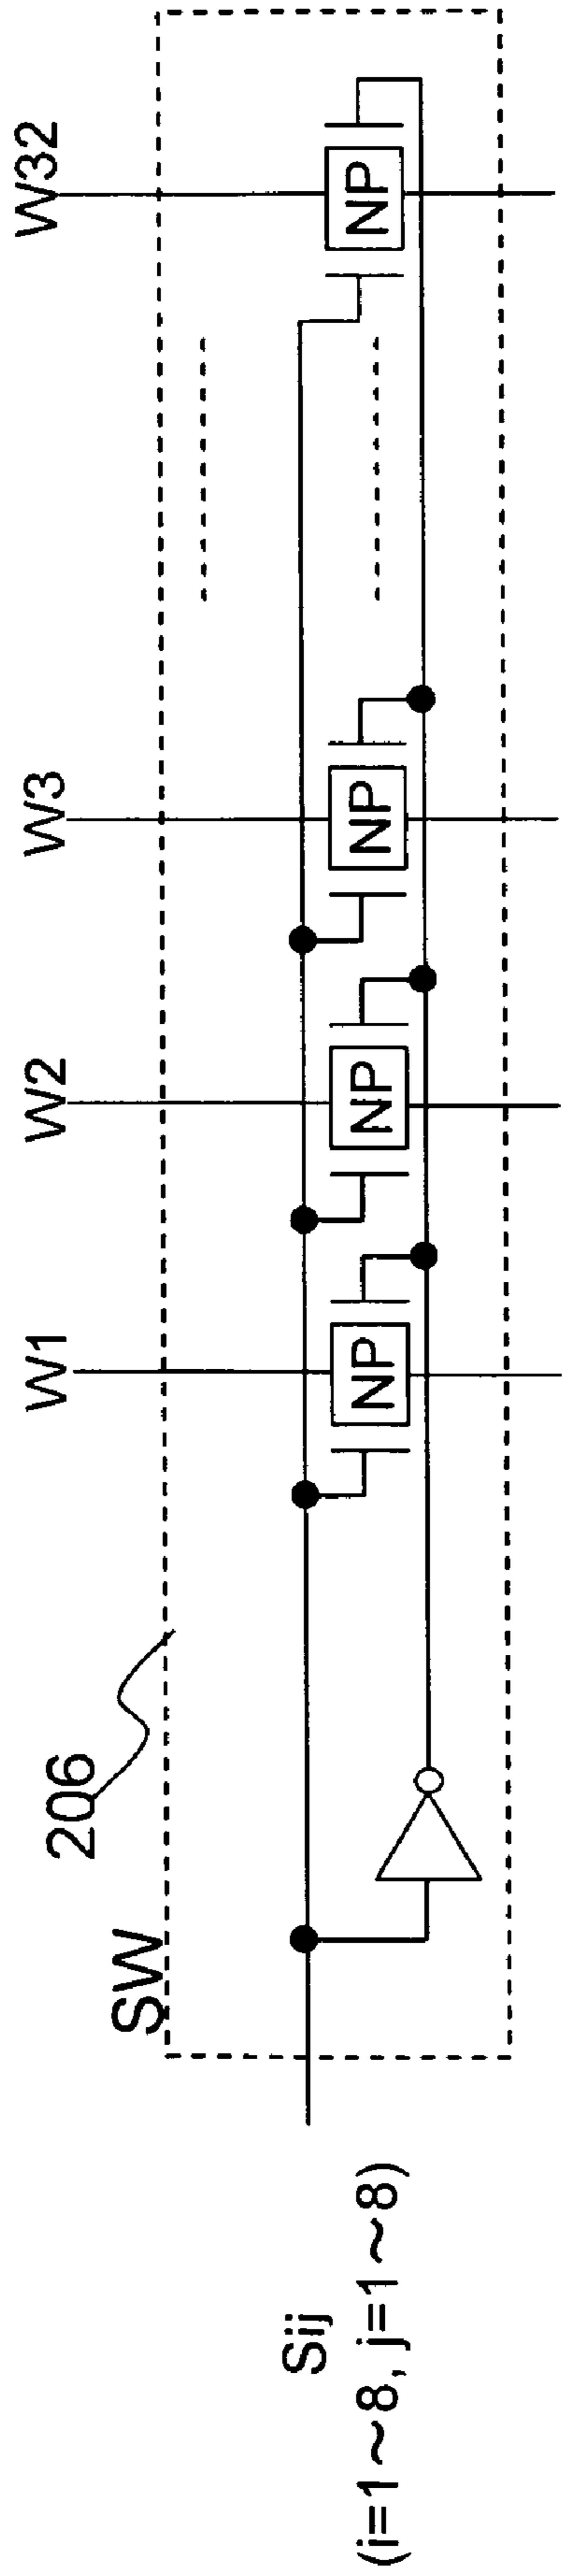 W1
W2
W3
W32
206
SW
NP
NP
NP
NP
Sij
(i=1~8, j=1~8)